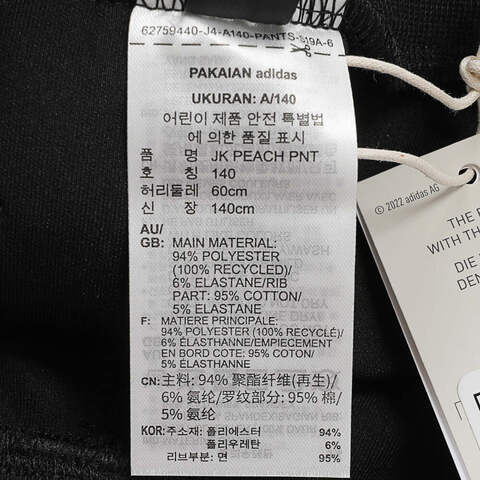 62759440-J4-A140-PANTS-S19A-6
PAKAIAN adidas
UKURAN: A/140
어린이 제품 안전 특별법
에 의한 품질 표시
품 명 JK PEACH PNT
호 칭 140
허리둘레 60cm
신 장 140cm
AU/
GB: MAIN MATERIAL:
94% POLYESTER
(100% RECYCLED)/
6% ELASTANE/RIB
PART: 95% COTTON/
5% ELASTANE
F: MATIERE PRINCIPALE:
94% POLYESTER (100% RECYCLÉ)/
6% ÉLASTHANNE/EMPIECEMENT
EN BORD COTE: 95% COTON/
5% ÉLASTHANNE
CN: 主料: 94% 聚酯纤维(再生)/
6% 氨纶/罗纹部分: 95% 棉/
5% 氨纶
KOR: 주소재: 폴리에스터 94%
폴리우레탄 6%
리브부분: 면 95%
© 2022 adidas AG
THE
WITH TH
DIE
DEN